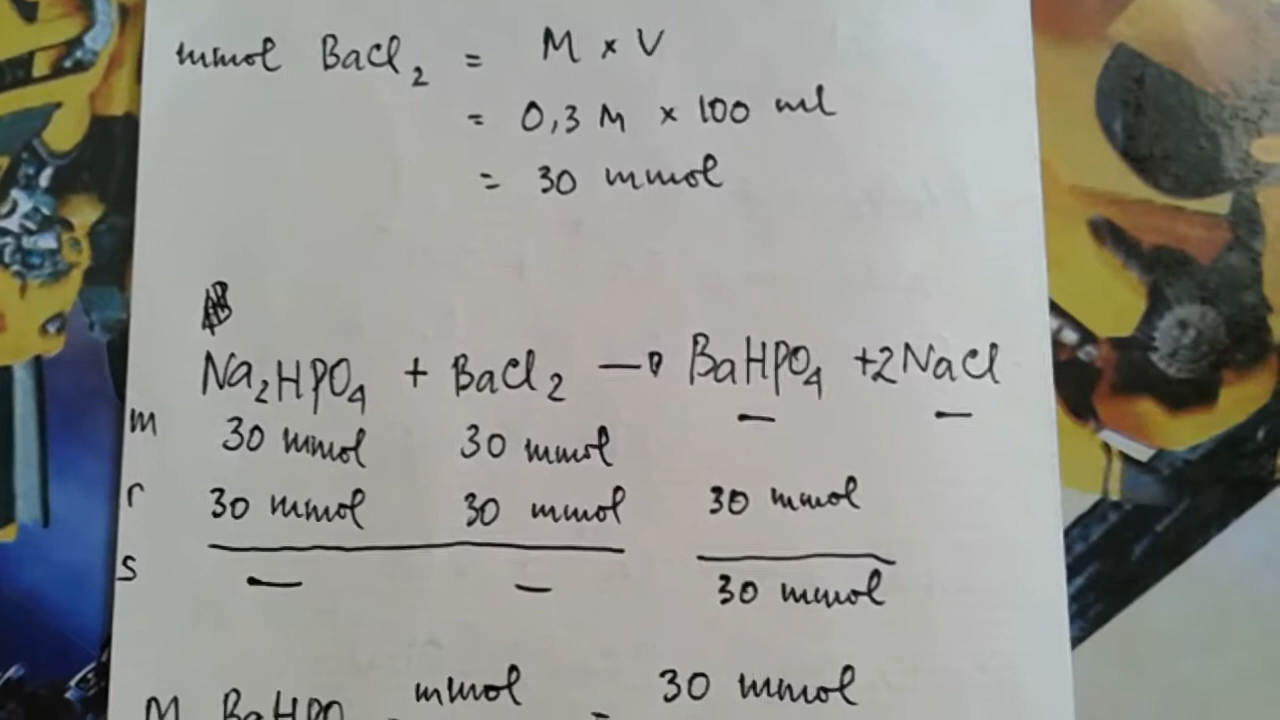 mmol BaCl₂ = M × V
= 0,3 M × 100 ml
= 30 mmol
Na₂HPO₄ + BaCl₂ → BaHPO₄ + 2NaCl
m 30 mmol 30 mmol — —
r 30 mmol 30 mmol 30 mmol
s — — 30 mmol
mmol 30 mmol
M BaHPO = =